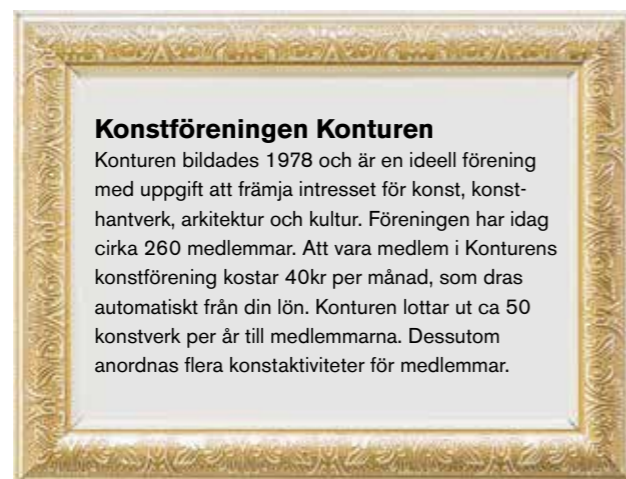 Konstföreningen Konturen
Konturen bildades 1978 och är en ideell förening
med uppgift att främja intresset för konst, konst-
hantverk, arkitektur och kultur. Föreningen har idag
cirka 260 medlemmar. Att vara medlem i Konturens
konstförening kostar 40kr per månad, som dras
automatiskt från din lön. Konturen lottar ut ca 50
konstverk per år till medlemmarna. Dessutom
anordnas flera konstaktiviteter för medlemmar.